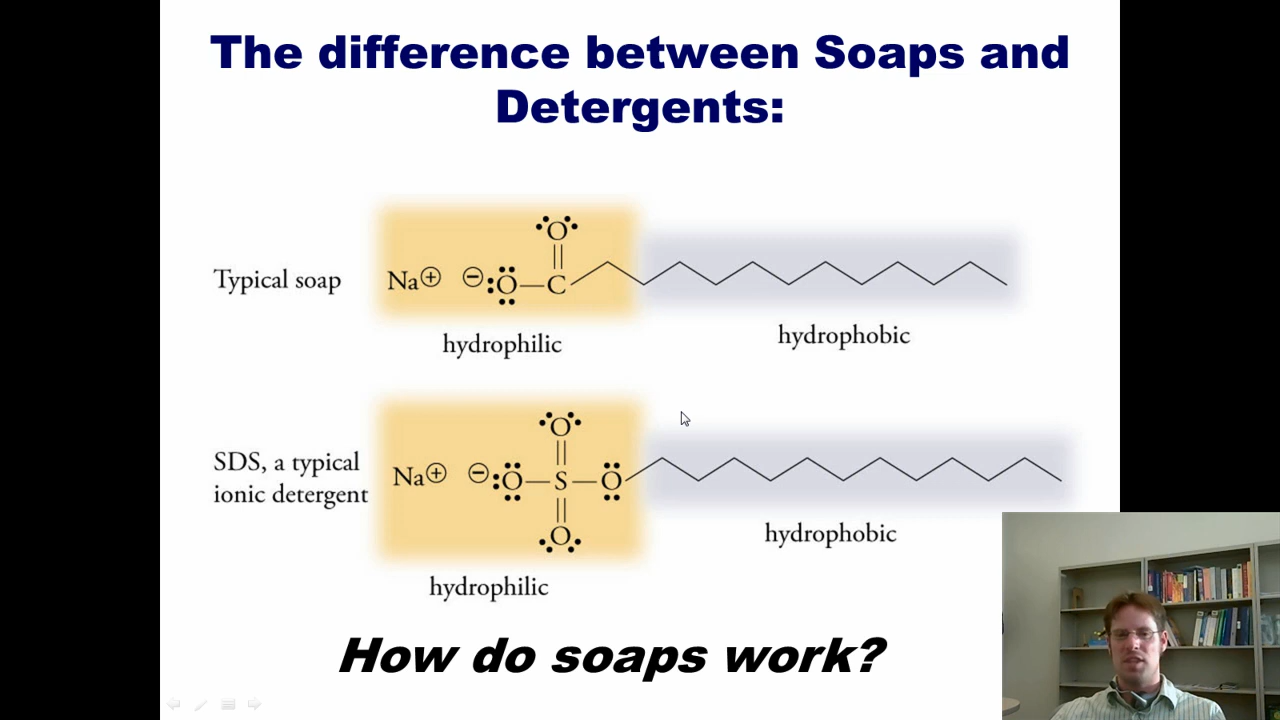 The difference between Soaps and
Detergents:
Typical soap
Na⊕ ⊖:O—C
O
hydrophilic
hydrophobic
SDS, a typical
ionic detergent
O
Na⊕ ⊖:O—S—O
O
hydrophilic
hydrophobic
How do soaps work?